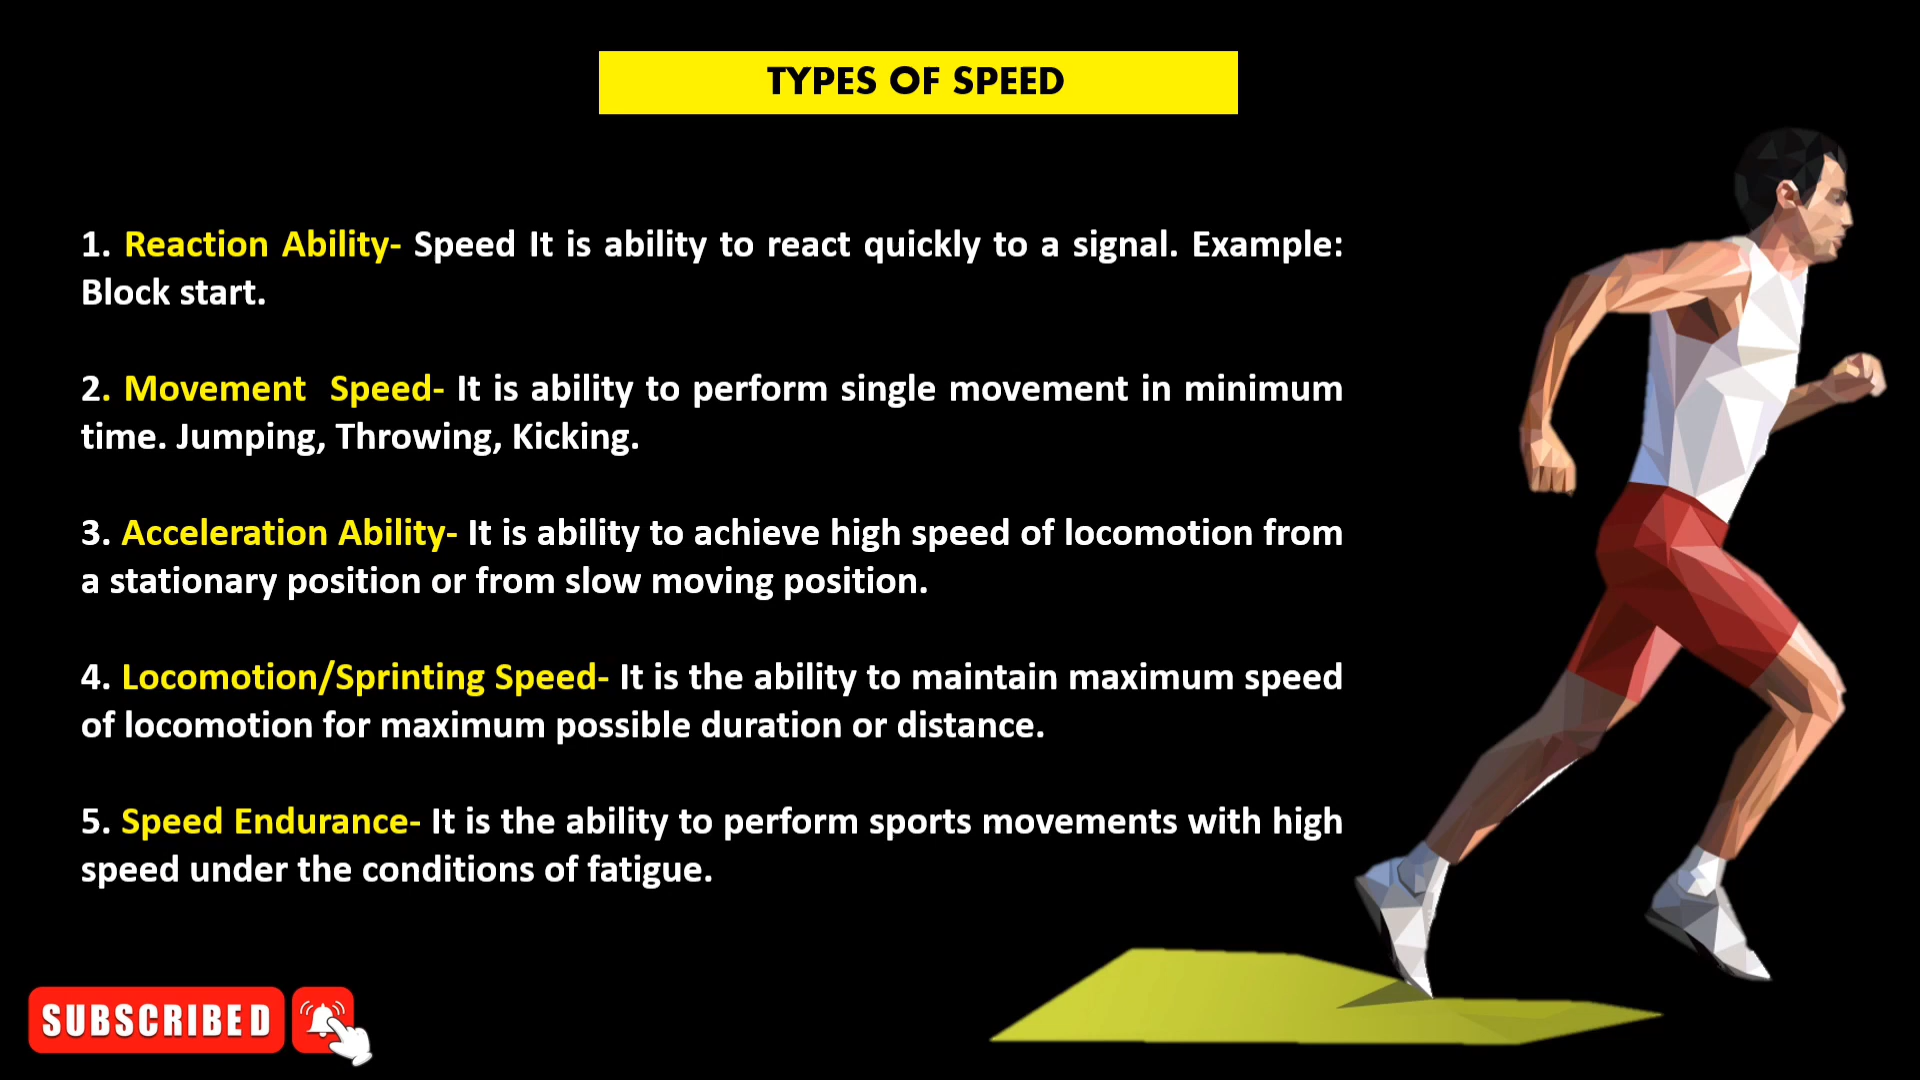 TYPES OF SPEED
1. Reaction Ability- Speed It is ability to react quickly to a signal. Example:
Block start.
2. Movement Speed- It is ability to perform single movement in minimum
time. Jumping, Throwing, Kicking.
3. Acceleration Ability- It is ability to achieve high speed of locomotion from
a stationary position or from slow moving position.
4. Locomotion/Sprinting Speed- It is the ability to maintain maximum speed
of locomotion for maximum possible duration or distance.
5. Speed Endurance- It is the ability to perform sports movements with high
speed under the conditions of fatigue.
SUBSCRIBED